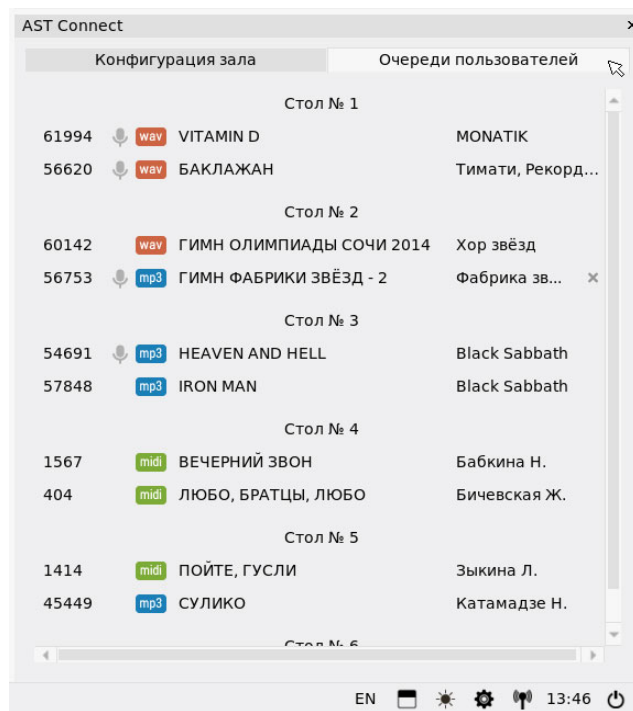 AST Connect
Конфигурация зала Очереди пользователей
Стол № 1
61994 wav VITAMIN D MONATIK
56620 wav БАКЛАЖАН Тимати, Рекорд...
Стол № 2
60142 wav ГИМН ОЛИМПИАДЫ СОЧИ 2014 Хор звёзд
56753 mp3 ГИМН ФАБРИКИ ЗВЁЗД - 2 Фабрика зв...
Стол № 3
54691 mp3 HEAVEN AND HELL Black Sabbath
57848 mp3 IRON MAN Black Sabbath
Стол № 4
1567 midi ВЕЧЕРНИЙ ЗВОН Бабкина Н.
404 midi ЛЮБО, БРАТЦЫ, ЛЮБО Бичевская Ж.
Стол № 5
1414 midi ПОЙТЕ, ГУСЛИ Зыкина Л.
45449 mp3 СУЛИКО Катамадзе Н.
Стол № 6
EN 13:46